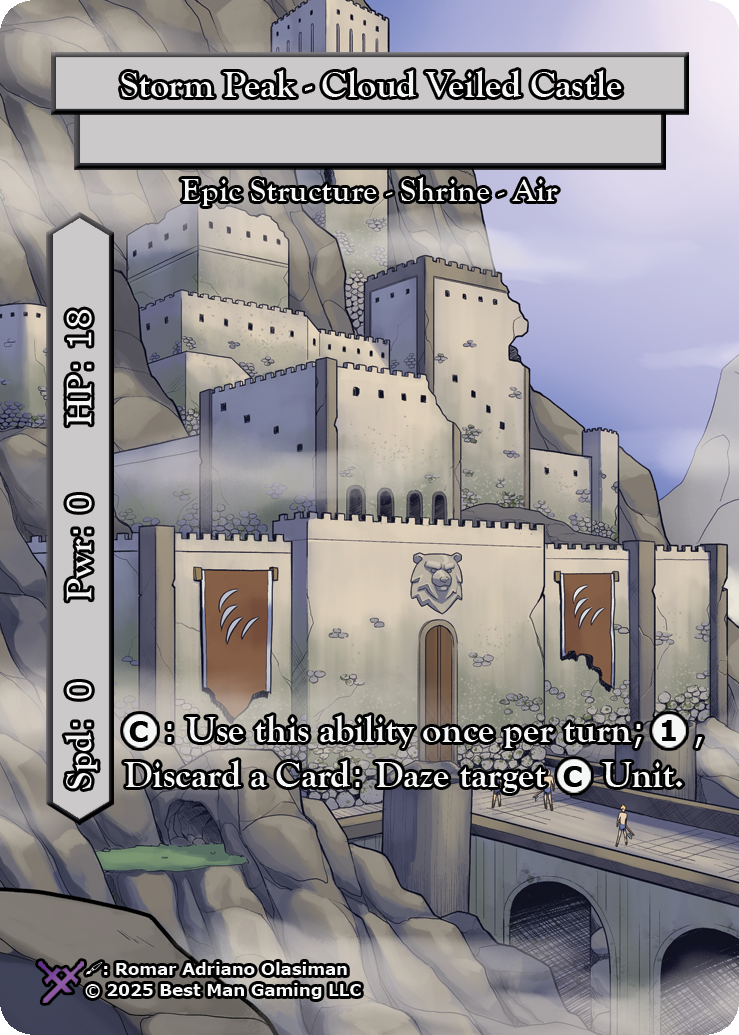 Storm Peak - Cloud Veiled Castle
Epic Structure - Shrine - Air
HP: 18
Pwr: 0
Spd: 0
C : Use this ability once per turn; 1 ,
Discard a Card: Daze target C Unit.
: Romar Adriano Olasiman
© 2025 Best Man Gaming LLC